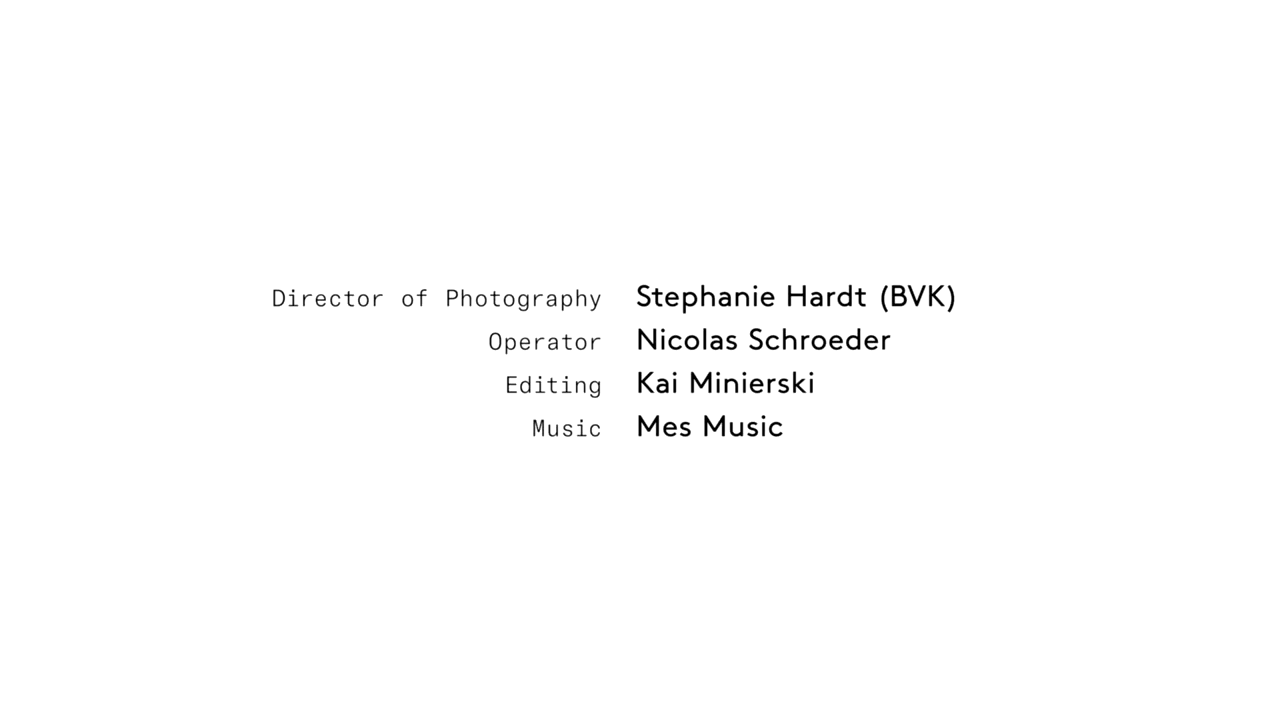 Director of Photography Stephanie Hardt (BVK)
Operator Nicolas Schroeder
Editing Kai Minierski
Music Mes Music